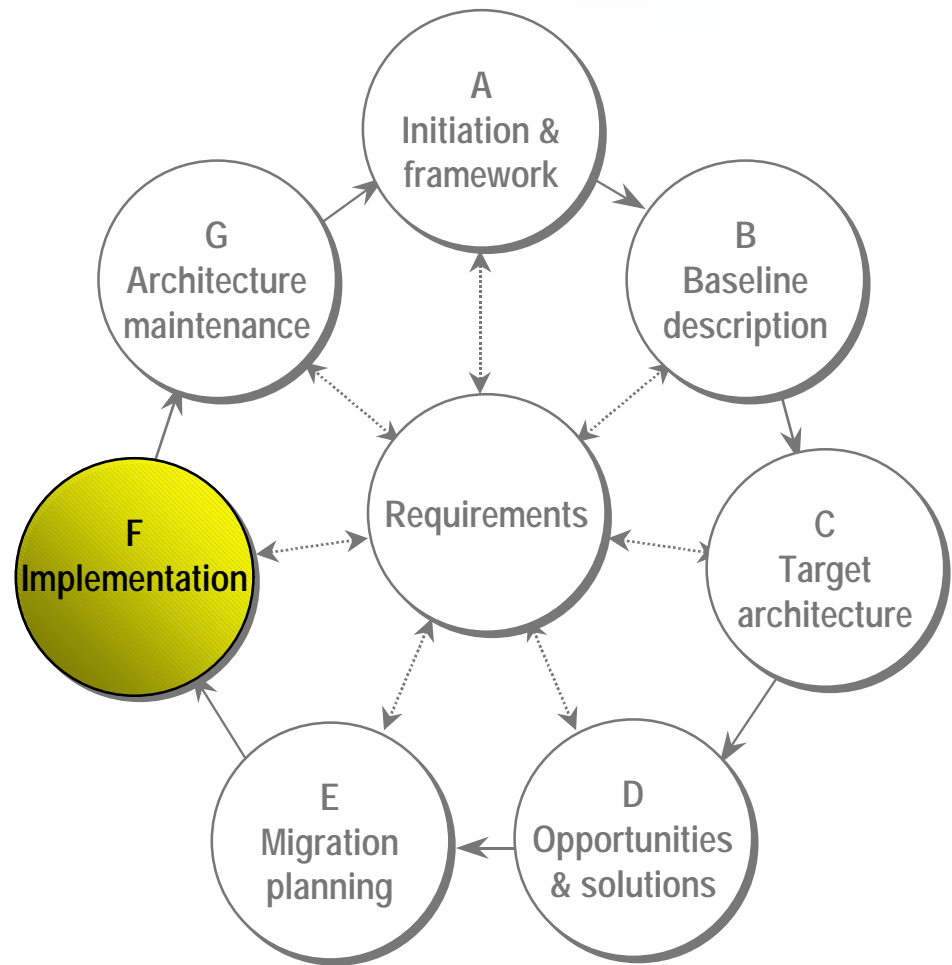 A
Initiation &
framework
B
Baseline
description
C
Target
architecture
D
Opportunities
& solutions
E
Migration
planning
F
Implementation
G
Architecture
maintenance
Requirements